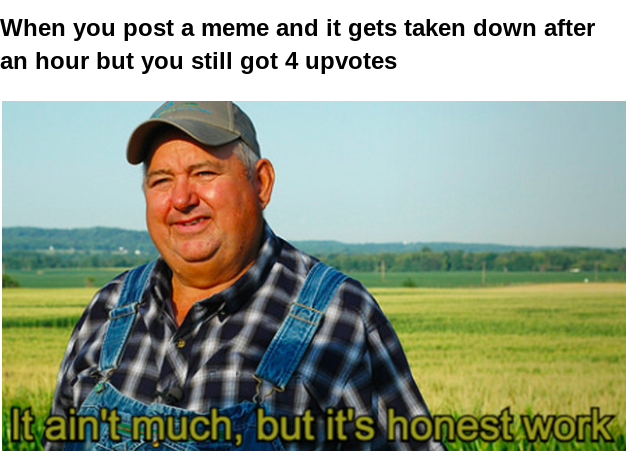 When you post a meme and it gets taken down after
an hour but you still got 4 upvotes
It ain't much, but it's honest work